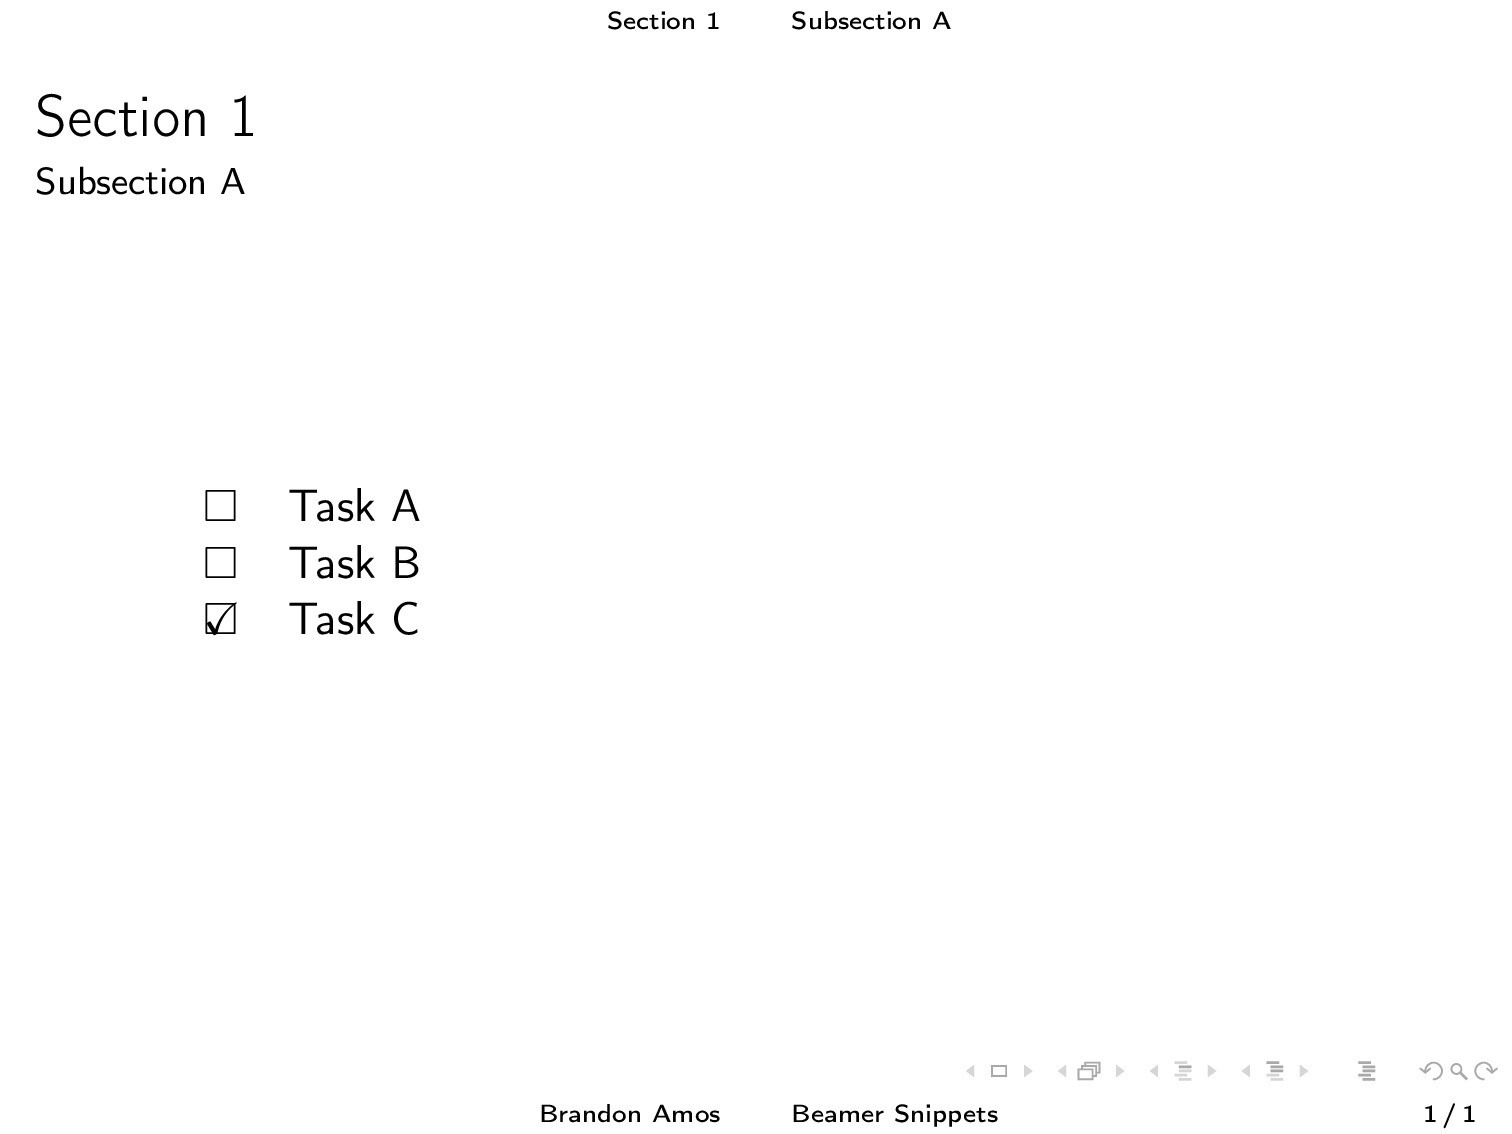 Section 1 Subsection A
Section 1
Subsection A
☐ Task A
☐ Task B
☑ Task C
Brandon Amos Beamer Snippets 1 / 1